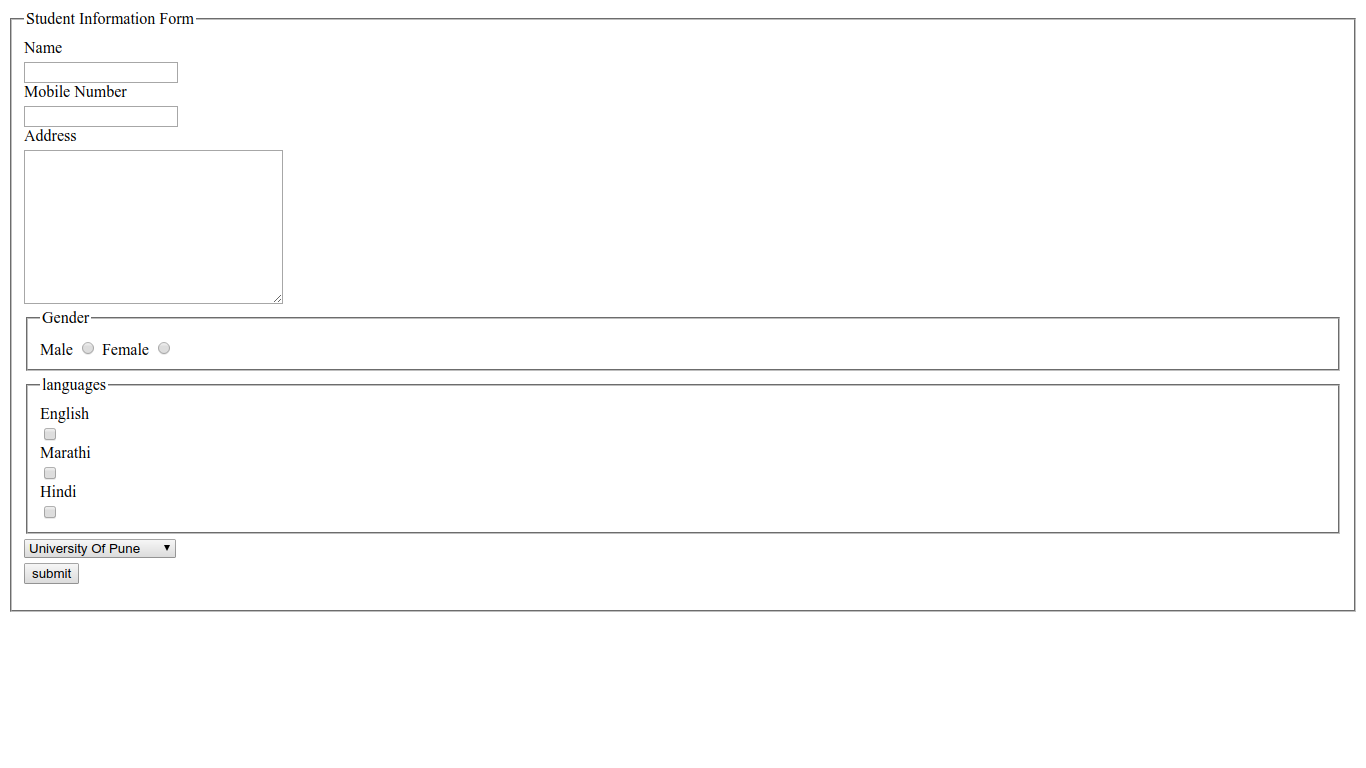 Student Information Form
Name
Mobile Number
Address
Gender
Male Female
languages
English
Marathi
Hindi
University Of Pune
submit